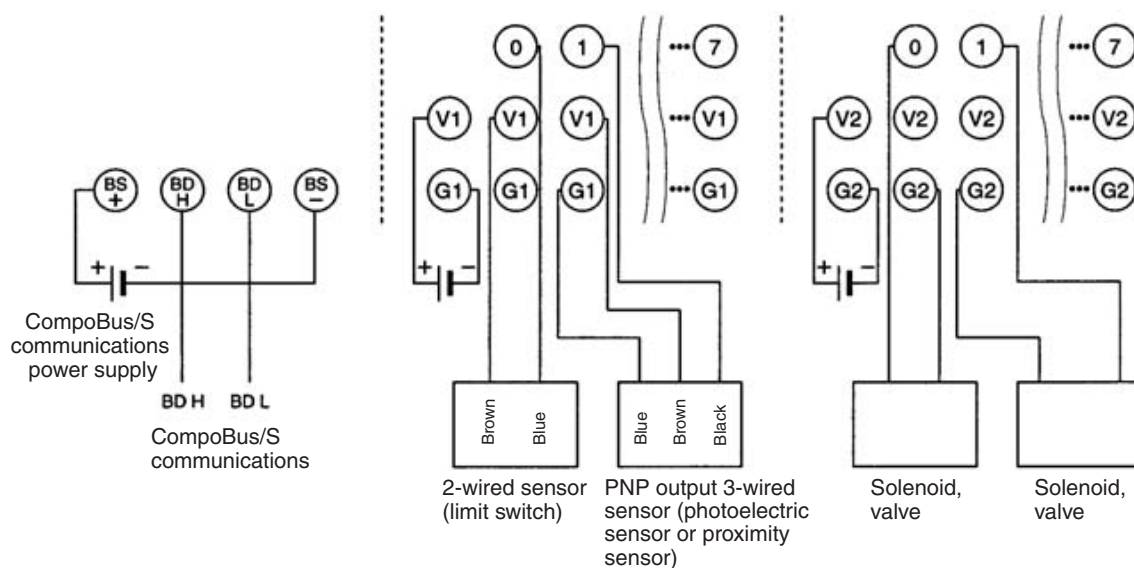 0 1 ••• 7
V1 V1 V1 ••• V1
G1 G1 G1 ••• G1
0 1 ••• 7
V2 V2 V2 ••• V2
G2 G2 G2 ••• G2
BS + BD H BD L BS −
+ −
CompoBus/S
communications
power supply
BD H BD L
CompoBus/S
communications
+ −
Brown Blue
Blue Brown Black
2-wired sensor
(limit switch)
PNP output 3-wired
sensor (photoelectric
sensor or proximity
sensor)
+ −
Solenoid,
valve
Solenoid,
valve